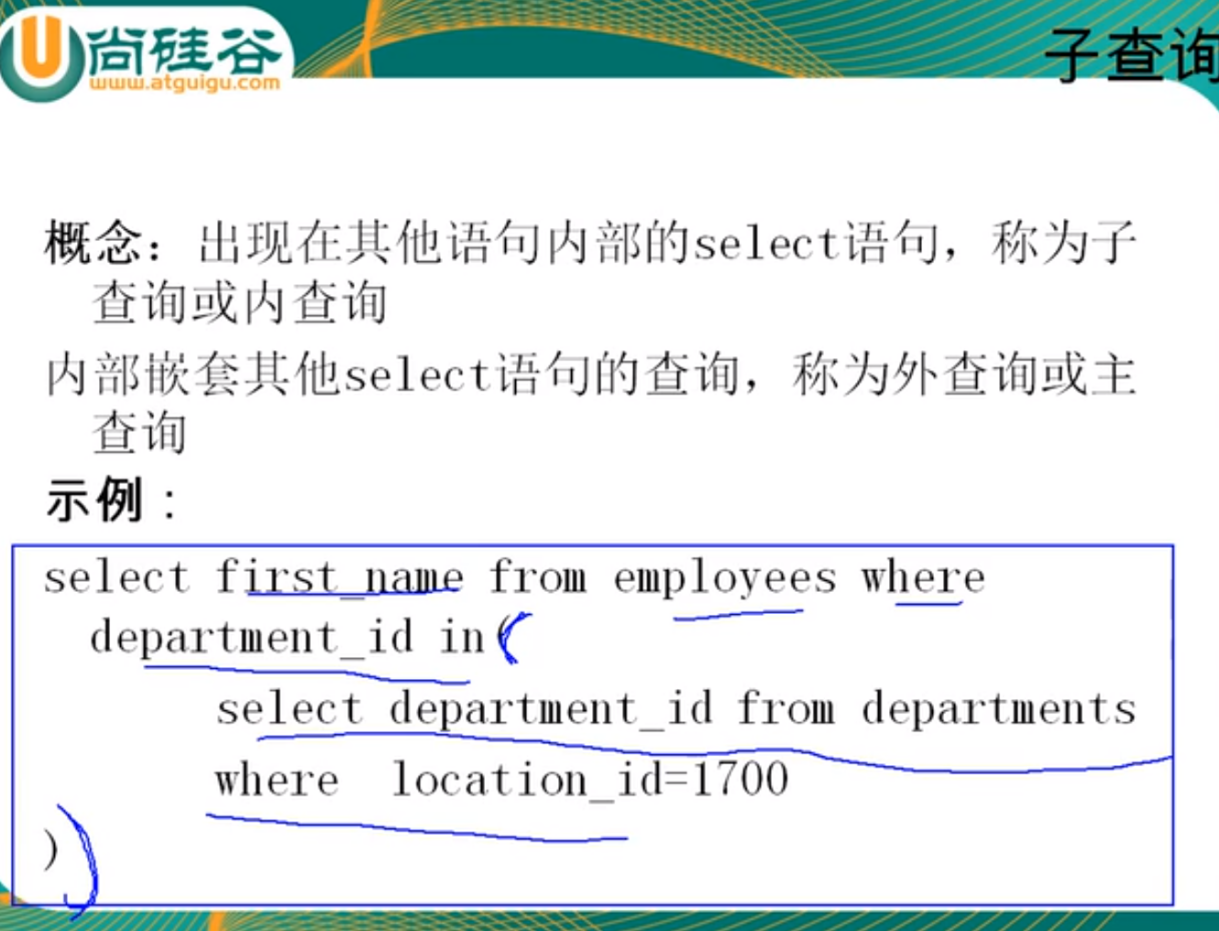 尚硅谷
www.atguigu.com
子查询
概念：出现在其他语句内部的select语句，称为子
查询或内查询
内部嵌套其他select语句的查询，称为外查询或主
查询
示例：
select first_name from employees where
department_id in(
select department_id from departments
where location_id=1700
)